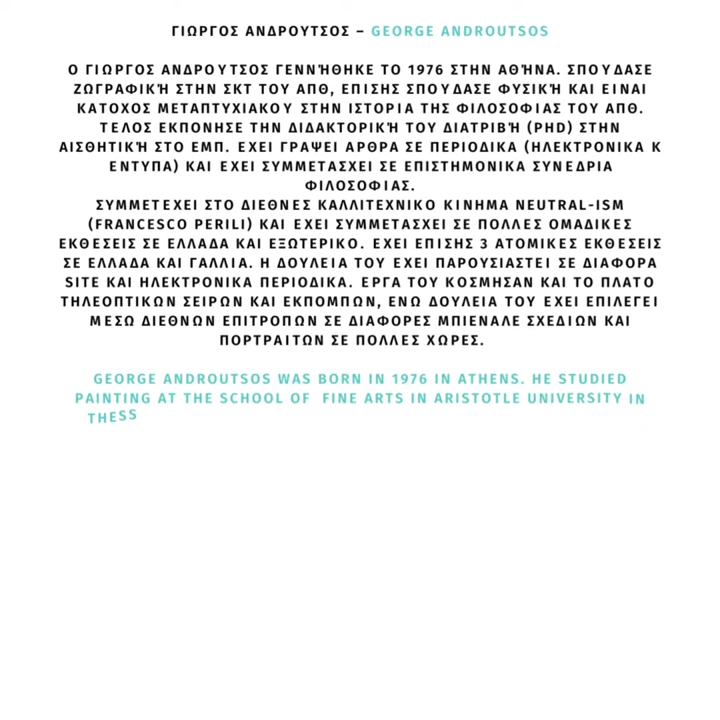 ΓΙΩΡΓΟΣ ΑΝΔΡΟΥΤΣΟΣ – GEORGE ANDROUTSOS
Ο ΓΙΩΡΓΟΣ ΑΝΔΡΟΥΤΣΟΣ ΓΕΝΝΉΘΗΚΕ ΤΟ 1976 ΣΤΗΝ ΑΘΉΝΑ. ΣΠΟΥΔΑΣΕ
ΖΩΓΡΑΦΙΚΉ ΣΤΗΝ ΣΚΤ ΤΟΥ ΑΠΘ, ΕΠΙΣΗΣ ΣΠΟΥΔΑΣΕ ΦΥΣΙΚΉ ΚΑΙ ΕΙΝΑΙ
ΚΑΤΟΧΟΣ ΜΕΤΑΠΤΥΧΙΑΚΟΥ ΣΤΗΝ ΙΣΤΟΡΙΑ ΤΗΣ ΦΙΛΟΣΟΦΙΑΣ ΤΟΥ ΑΠΘ.
ΤΕΛΟΣ ΕΚΠΟΝΗΣΕ ΤΗΝ ΔΙΔΑΚΤΟΡΙΚΉ ΤΟΥ ΔΙΑΤΡΙΒΉ (PHD) ΣΤΗΝ
ΑΙΣΘΗΤΙΚΉ ΣΤΟ ΕΜΠ. ΕΧΕΙ ΓΡΑΨΕΙ ΑΡΘΡΑ ΣΕ ΠΕΡΙΟΔΙΚΑ (ΗΛΕΚΤΡΟΝΙΚΑ Κ
ΕΝΤΥΠΑ) ΚΑΙ ΕΧΕΙ ΣΥΜΜΕΤΑΣΧΕΙ ΣΕ ΕΠΙΣΤΗΜΟΝΙΚΑ ΣΥΝΕΔΡΙΑ
ΦΙΛΟΣΟΦΙΑΣ.
ΣΥΜΜΕΤΕΧΕΙ ΣΤΟ ΔΙΕΘΝΕΣ ΚΑΛΛΙΤΕΧΝΙΚΟ ΚΙΝΗΜΑ NEUTRAL-ISM
(FRANCESCO PERILI) ΚΑΙ ΕΧΕΙ ΣΥΜΜΕΤΑΣΧΕΙ ΣΕ ΠΟΛΛΕΣ ΟΜΑΔΙΚΕΣ
ΕΚΘΕΣΕΙΣ ΣΕ ΕΛΛΑΔΑ ΚΑΙ ΕΞΩΤΕΡΙΚΟ. ΕΧΕΙ ΕΠΙΣΗΣ 3 ΑΤΟΜΙΚΕΣ ΕΚΘΕΣΕΙΣ
ΣΕ ΕΛΛΑΔΑ ΚΑΙ ΓΑΛΛΙΑ. Η ΔΟΥΛΕΙΑ ΤΟΥ ΕΧΕΙ ΠΑΡΟΥΣΙΑΣΤΕΙ ΣΕ ΔΙΑΦΟΡΑ
SITE ΚΑΙ ΗΛΕΚΤΡΟΝΙΚΑ ΠΕΡΙΟΔΙΚΑ. ΕΡΓΑ ΤΟΥ ΚΟΣΜΗΣΑΝ ΚΑΙ ΤΟ ΠΛΑΤΟ
ΤΗΛΕΟΠΤΙΚΩΝ ΣΕΙΡΩΝ ΚΑΙ ΕΚΠΟΜΠΩΝ, ΕΝΩ ΔΟΥΛΕΙΑ ΤΟΥ ΕΧΕΙ ΕΠΙΛΕΓΕΙ
ΜΕΣΩ ΔΙΕΘΝΩΝ ΕΠΙΤΡΟΠΩΝ ΣΕ ΔΙΑΦΟΡΕΣ ΜΠΙΕΝΑΛΕ ΣΧΕΔΙΩΝ ΚΑΙ
ΠΟΡΤΡΑΙΤΩΝ ΣΕ ΠΟΛΛΕΣ ΧΩΡΕΣ.
GEORGE ANDROUTSOS WAS BORN IN 1976 IN ATHENS. HE STUDIED
PAINTING AT THE SCHOOL OF FINE ARTS IN ARISTOTLE UNIVERSITY IN
THESS